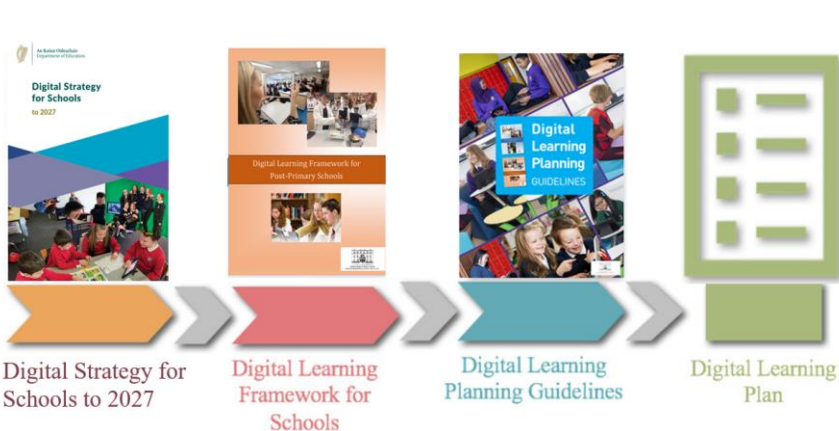 An Roinn Oideachais
Department of Education
Digital Strategy
for Schools
to 2027
Digital Learning Framework for
Post-Primary Schools
Digital
Learning
Planning
GUIDELINES
Digital Strategy for
Schools to 2027
Digital Learning
Framework for
Schools
Digital Learning
Planning Guidelines
Digital Learning
Plan